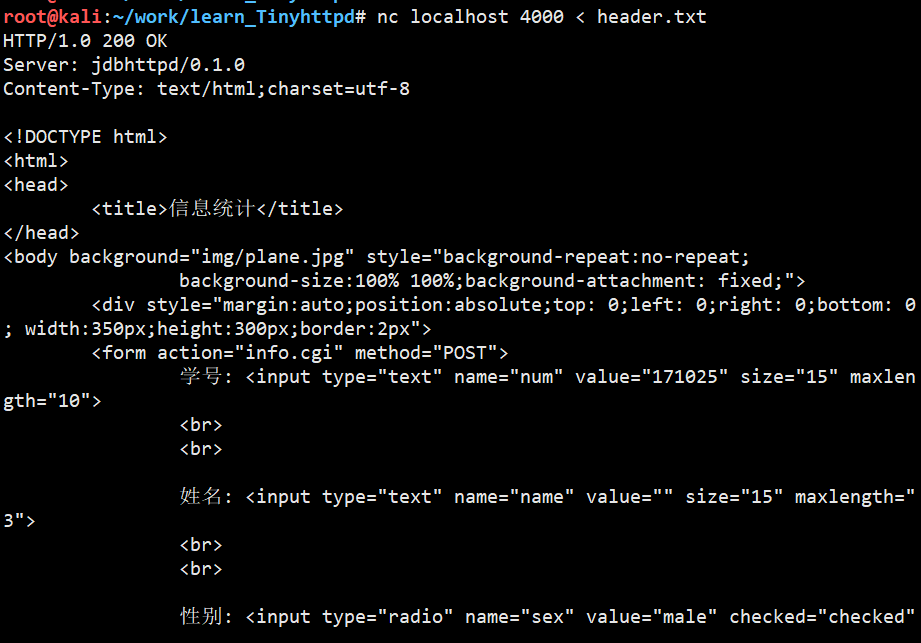 root@kali:~/work/learn_Tinyhttpd# nc localhost 4000 < header.txt
HTTP/1.0 200 OK
Server: jdbhttpd/0.1.0
Content-Type: text/html;charset=utf-8

<!DOCTYPE html>
<html>
<head>
        <title>信息统计</title>
</head>
<body background="img/plane.jpg" style="background-repeat:no-repeat;
                background-size:100% 100%;background-attachment: fixed;">
        <div style="margin:auto;position:absolute;top: 0;left: 0;right: 0;bottom: 0
; width:350px;height:300px;border:2px">
        <form action="info.cgi" method="POST">
                学号: <input type="text" name="num" value="171025" size="15" maxlen
gth="10">
                <br>
                <br>

                姓名: <input type="text" name="name" value="" size="15" maxlength="
3">
                <br>
                <br>

                性别: <input type="radio" name="sex" value="male" checked="checked"